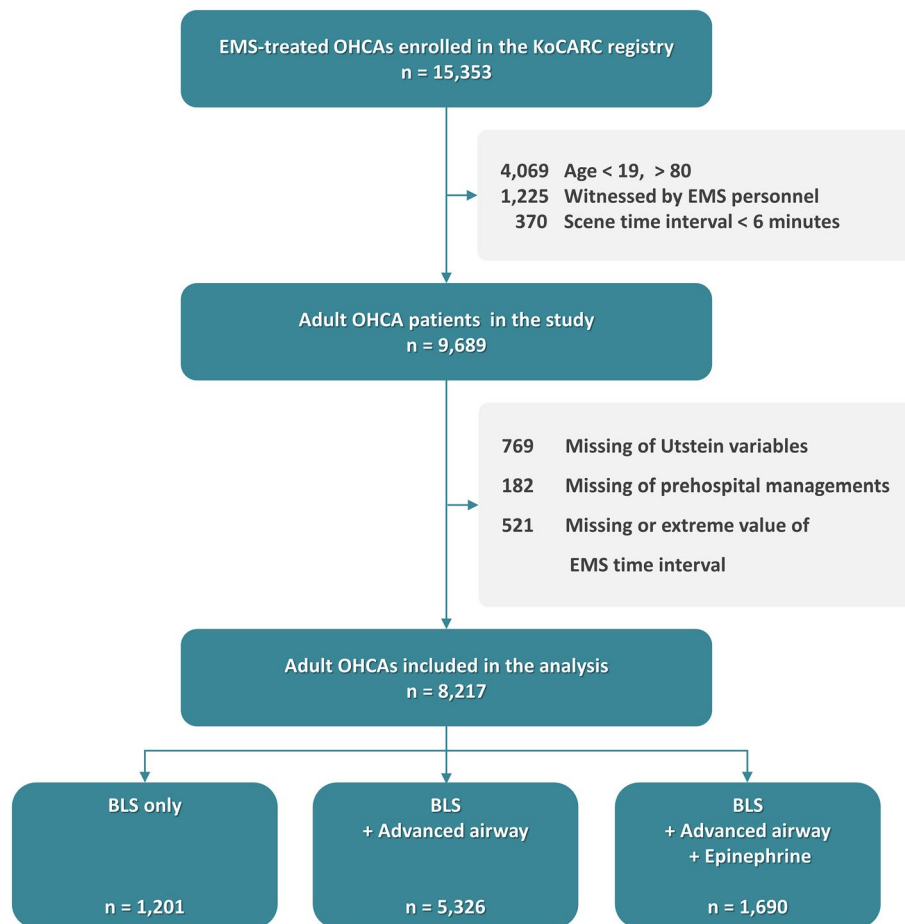 EMS-treated OHCAs enrolled in the KoCARC registry
n = 15,353
4,069 Age < 19, > 80
1,225 Witnessed by EMS personnel
370 Scene time interval < 6 minutes
Adult OHCA patients in the study
n = 9,689
769 Missing of Utstein variables
182 Missing of prehospital managements
521 Missing or extreme value of
EMS time interval
Adult OHCAs included in the analysis
n = 8,217
BLS only
n = 1,201
BLS
+ Advanced airway
n = 5,326
BLS
+ Advanced airway
+ Epinephrine
n = 1,690